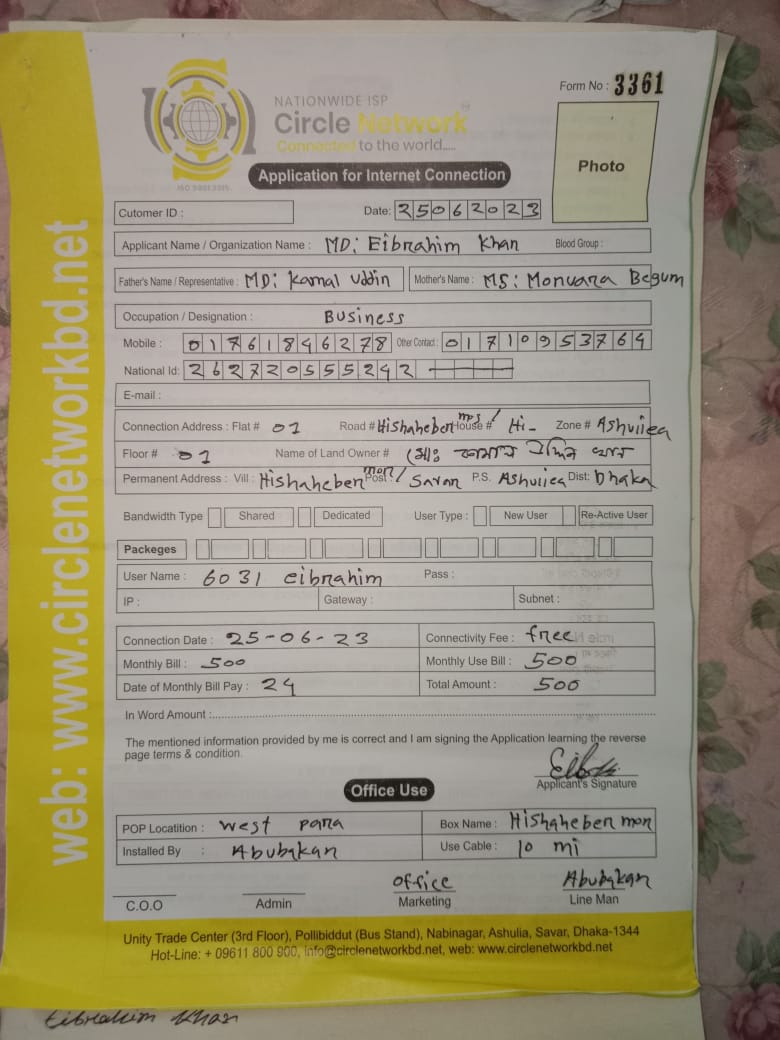 Form No : 3361
NATIONWIDE ISP
Circle Network
Connected to the world.....
ISO 9001:2015
Application for Internet Connection
Photo
Cutomer ID :
Date: 25062023
Applicant Name / Organization Name : MD: Eibrahim Khan Blood Group :
Father's Name / Representative : MD: Kamal Uddin Mother's Name : MS: Monuara Begum
Occupation / Designation : Business
Mobile : 01761846278 Other Contact : 01710953764
National Id: 2627205555242
E-mail :
Connection Address : Flat # 01 Road # Hishaheber mor / House # Hi- Zone # Ashuliea
Floor # 01 Name of Land Owner # মোঃ কামাল উদ্দিন খান
Permanent Address : Vill : Hishaheber mor / Post : Savar P.S. Ashuliea Dist: Dhaka
Bandwidth Type Shared Dedicated User Type : New User Re-Active User
Packeges
User Name : 6031 eibrahim Pass :
IP : Gateway : Subnet :
Connection Date : 25-06-23 Connectivity Fee : free
Monthly Bill : 500 Monthly Use Bill : 500
Date of Monthly Bill Pay : 24 Total Amount : 500
In Word Amount :
The mentioned information provided by me is correct and I am signing the Application learning the reverse
page terms & condition.
Applicant's Signature
Office Use
POP Locatition : west para Box Name : Hishaheber mor
Installed By : Abubakar Use Cable : 10 mi
office Abubakar
C.O.O Admin Marketing Line Man
Unity Trade Center (3rd Floor), Pollibiddut (Bus Stand), Nabinagar, Ashulia, Savar, Dhaka-1344
Hot-Line: + 09611 800 900, info@circlenetworkbd.net, web: www.circlenetworkbd.net
web: www.circlenetworkbd.net
Eibrahim Khan